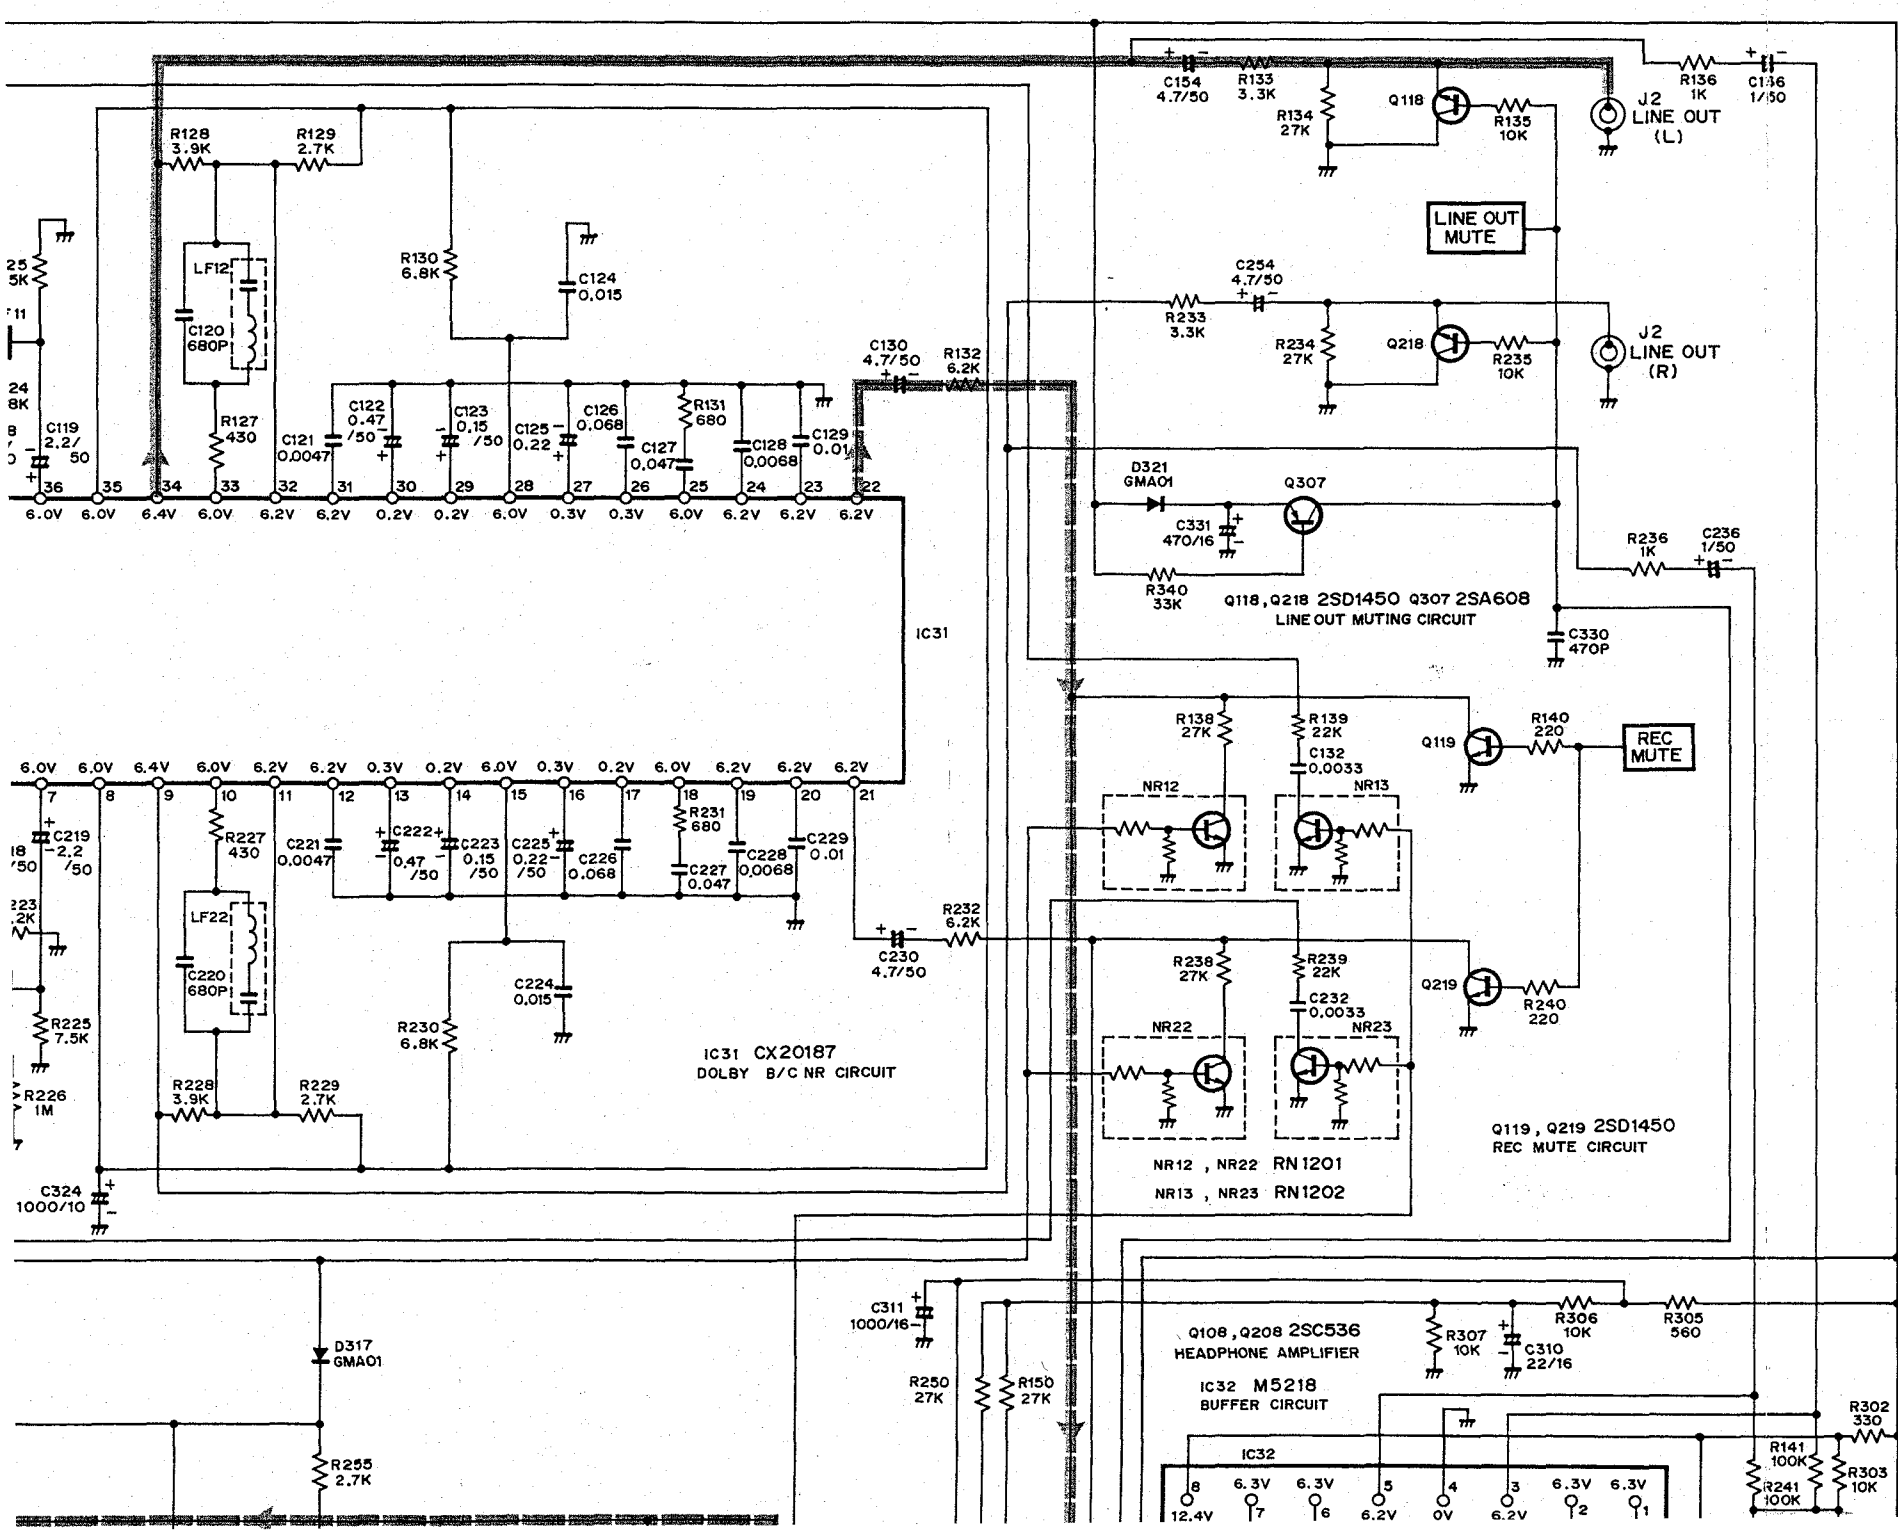 C154
4.7/50
R133
3.3K
R134
27K
Q118
R135
10K
J2
LINE OUT
(L)
R136
1K
C146
1/50
R128
3.9K
R129
2.7K
LINE OUT
MUTE
25
5K
LF12
R130
6.8K
C124
0.015
C120
680P
C254
4.7/50
R233
3.3K
R234
27K
Q218
R235
10K
J2
LINE OUT
(R)
C130
4.7/50
R132
6.2K
24
8K
C119
2.2/
50
R127
430
C121
0.0047
C122
0.47
/50
C123
0.15
/50
C125
0.22
C126
0.068
C127
0.047
R131
680
C128
0.0068
C129
0.01
36 35 34 33 32 31 30 29 28 27 26 25 24 23 22
6.0V 6.0V 6.4V 6.0V 6.2V 6.2V 0.2V 0.2V 6.0V 0.3V 0.3V 6.0V 6.2V 6.2V 6.2V
D321
GMA01
Q307
C331
470/16
R340
33K
R236
1K
C236
1/50
Q118, Q218 2SD1450 Q307 2SA608
LINE OUT MUTING CIRCUIT
C330
470P
IC31
R138
27K
R139
22K
C132
0.0033
Q119
R140
220
REC
MUTE
NR12
NR13
6.0V 6.0V 6.4V 6.0V 6.2V 6.2V 0.3V 0.2V 6.0V 0.3V 0.2V 6.0V 6.2V 6.2V 6.2V
7 8 9 10 11 12 13 14 15 16 17 18 19 20 21
C219
2.2
/50
R227
430
C221
0.0047
C222
0.47
/50
C223
0.15
/50
C225
0.22
/50
C226
0.068
R231
680
C227
0.047
C228
0.0068
C229
0.01
18
/50
223
.2K
LF22
C220
680P
R232
6.2K
C230
4.7/50
C224
0.015
R238
27K
R239
22K
C232
0.0033
Q219
R240
220
NR22
NR23
R225
7.5K
R230
6.8K
IC31 CX20187
DOLBY B/C NR CIRCUIT
R226
1M
R228
3.9K
R229
2.7K
Q119, Q219 2SD1450
REC MUTE CIRCUIT
NR12, NR22 RN1201
NR13, NR23 RN1202
C324
1000/10
C311
1000/16
D317
GMA01
Q108, Q208 2SC536
HEADPHONE AMPLIFIER
R307
10K
C310
22/16
R306
10K
R305
560
R250
27K
R150
27K
IC32 M5218
BUFFER CIRCUIT
R302
330
IC32
R255
2.7K
R141
100K
R241
100K
R303
10K
8 6.3V 6.3V 5 4 3 6.3V 6.3V
12.4V 7 6 6.2V 0V 6.2V 2 1